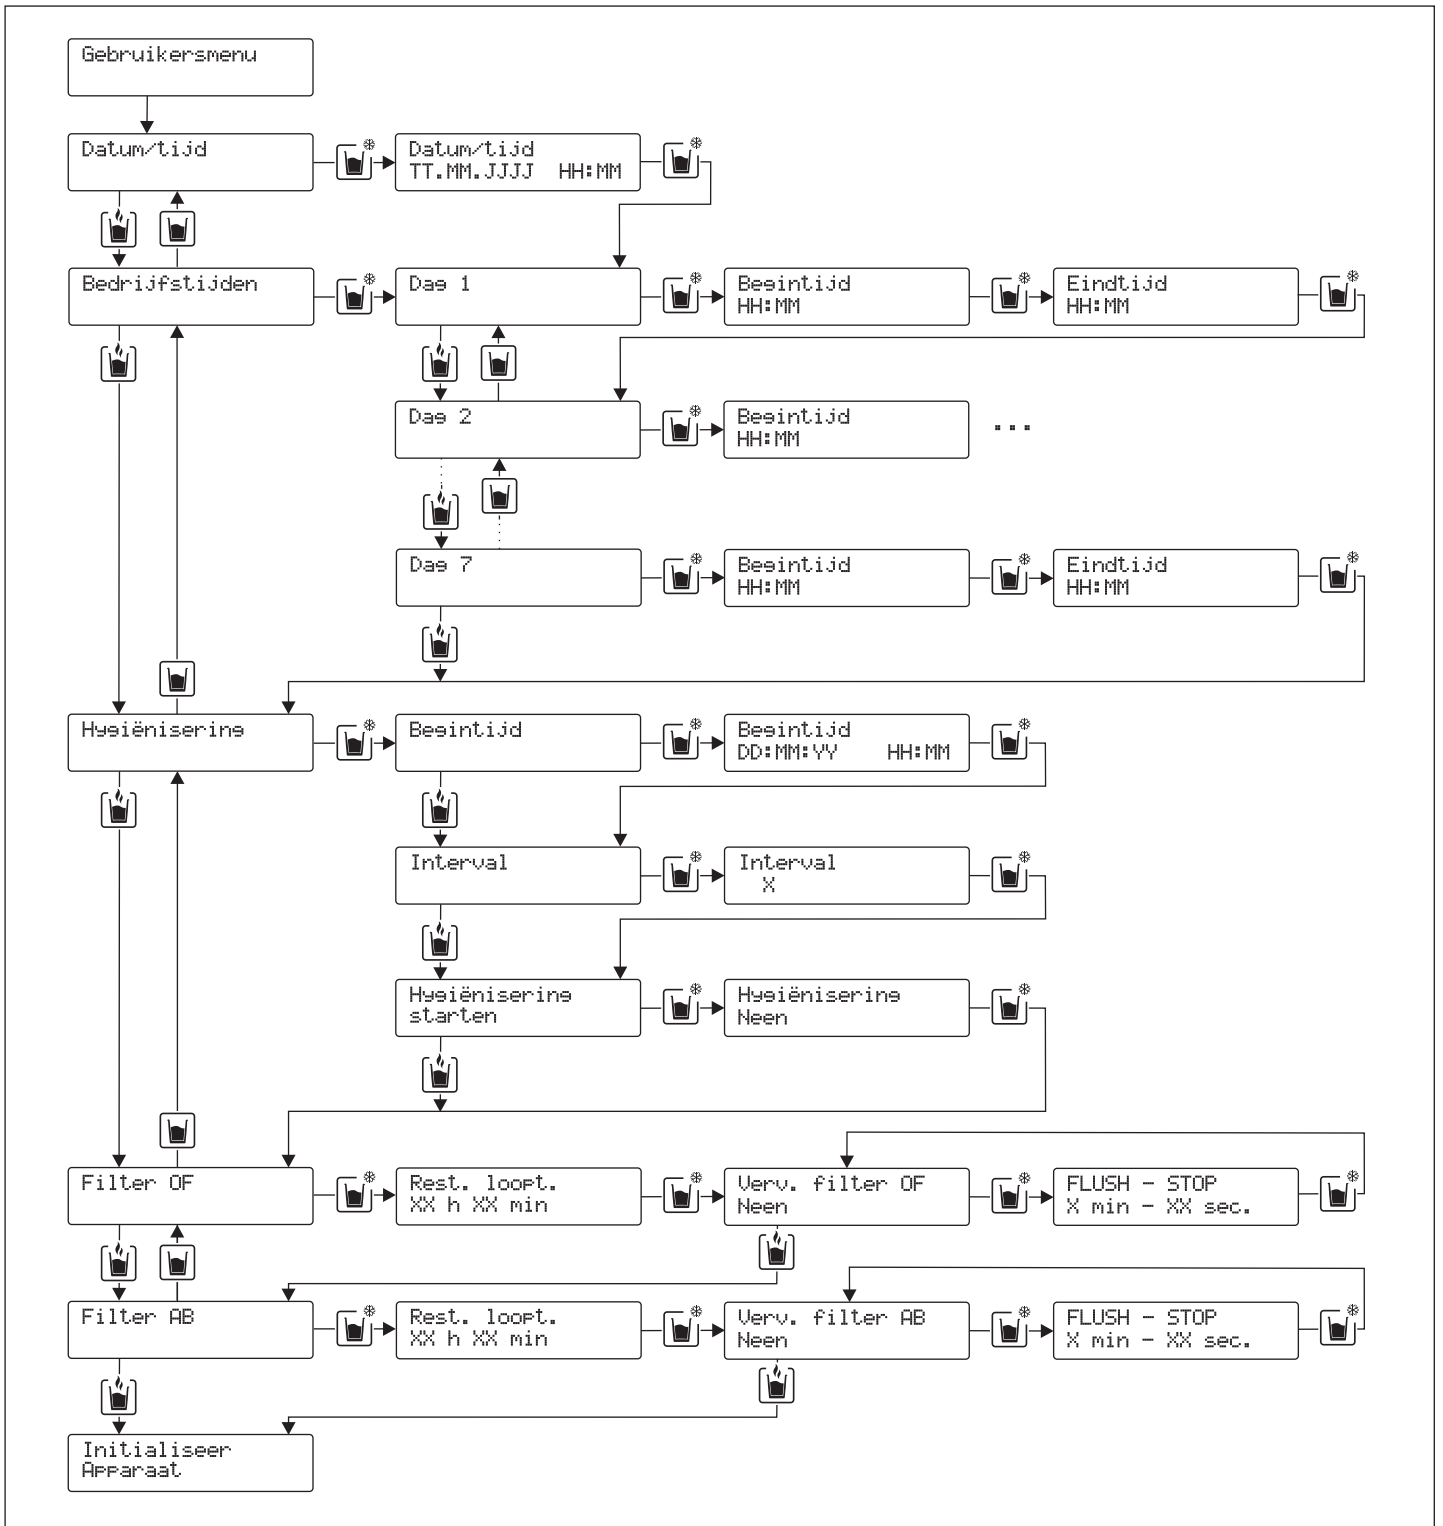 Gebruikersmenu
Datum/tijd
Datum/tijd
TT.MM.JJJJ HH:MM
Bedrijfstijden
Dag 1
Begintijd
HH:MM
Eindtijd
HH:MM
Dag 2
Begintijd
HH:MM
...
Dag 7
Begintijd
HH:MM
Eindtijd
HH:MM
Hygiënisering
Begintijd
Begintijd
DD:MM:YY HH:MM
Interval
Interval
X
Hygiënisering
starten
Hygiënisering
Neen
Filter OF
Rest. loopt.
XX h XX min
Verv. filter OF
Neen
FLUSH - STOP
X min - XX sec.
Filter AB
Rest. loopt.
XX h XX min
Verv. filter AB
Neen
FLUSH - STOP
X min - XX sec.
Initialiseer
Apparaat